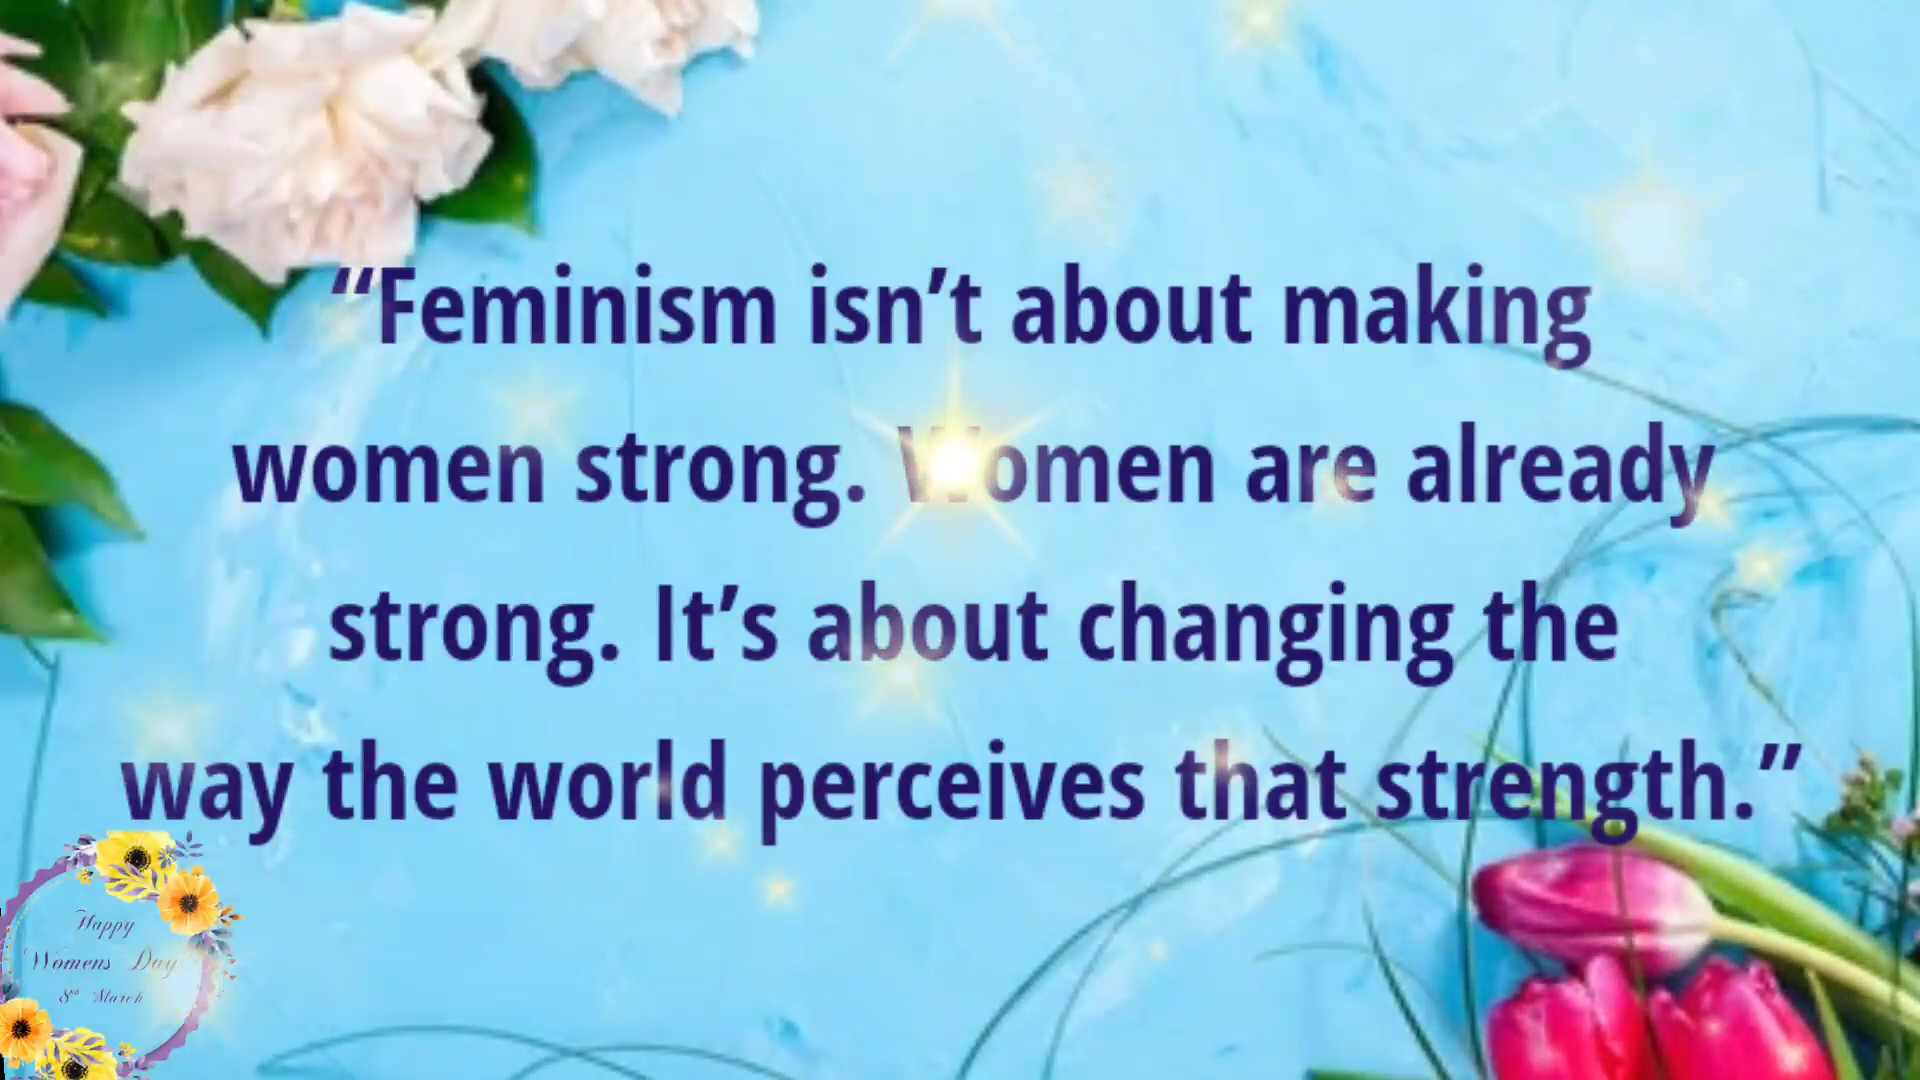 “Feminism isn’t about making
women strong. Women are already
strong. It’s about changing the
way the world perceives that strength.”
Happy
Womens Day
8th March